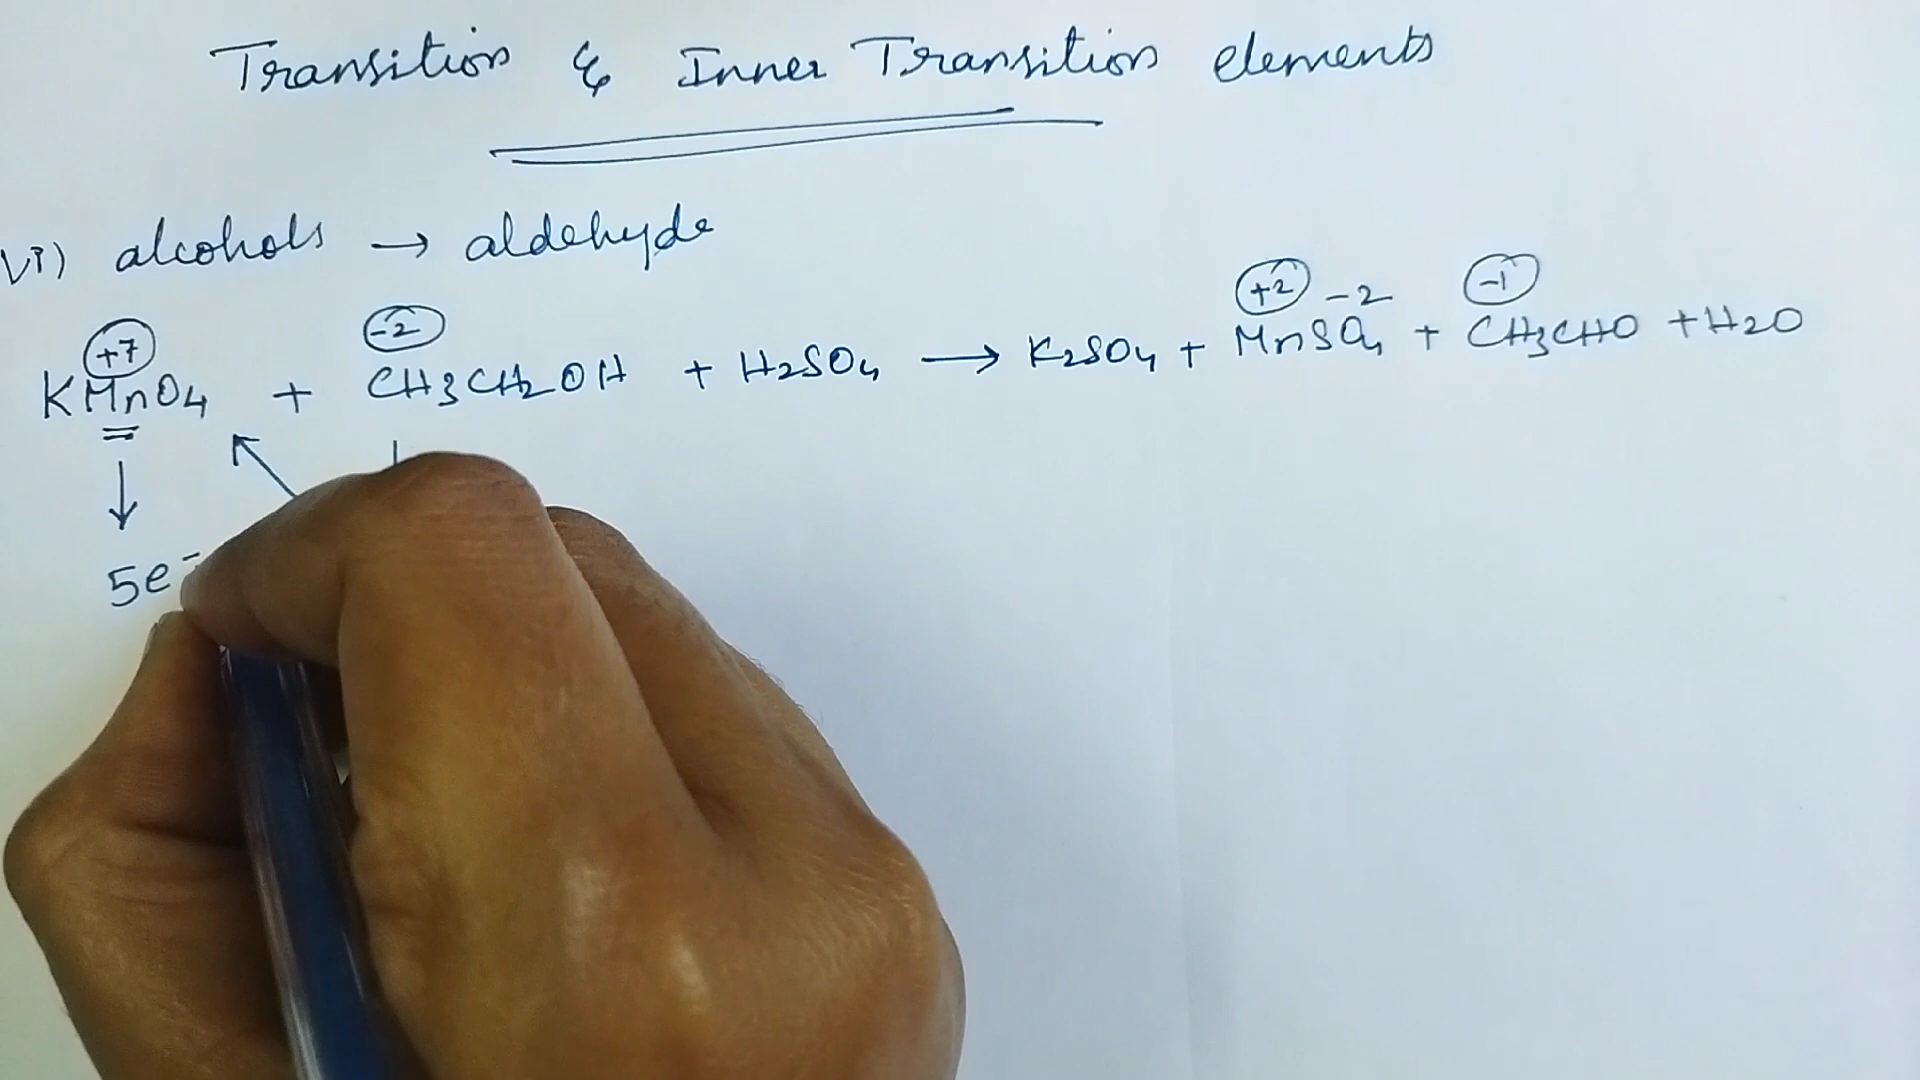 Transition & Inner Transition elements
vi) alcohols → aldehyde
+7 -2 +2 -2 -1
KMnO4 + CH3CH2OH + H2SO4 → K2SO4 + MnSO4 + CH3CHO + H2O
5e-